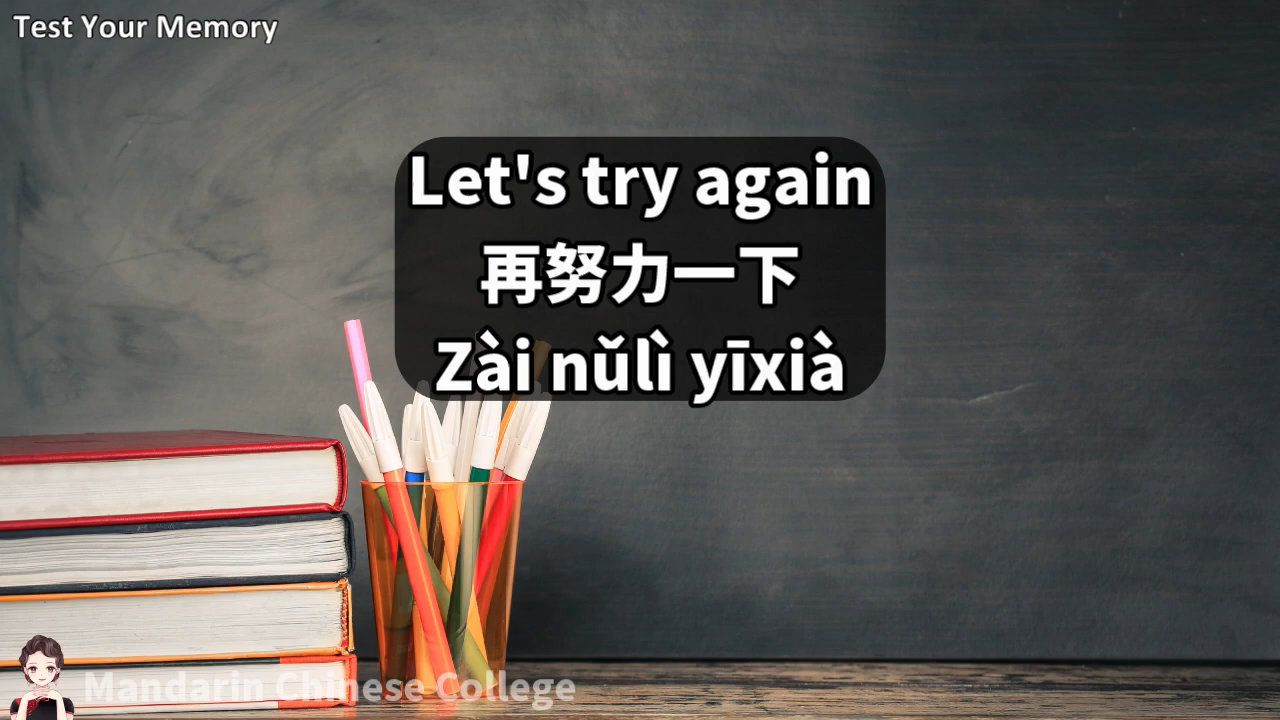 Test Your Memory
Let's try again
再努力一下
Zài nǔlì yīxià
Mandarin Chinese College